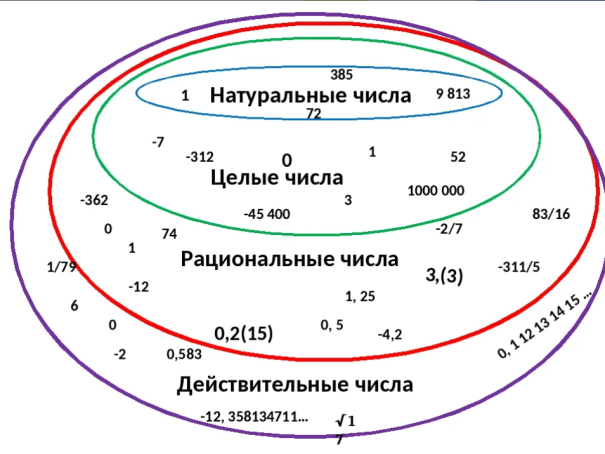 385
1 Натуральные числа 9 813
72
-7
-312 0 1 52
Целые числа
-362 3 1000 000
-45 400 83/16
0 74 -2/7
1 Рациональные числа
1/79 3,(3) -311/5
-12
6 1, 25
0 0,2(15) 0, 5 -4,2 0, 1 12 13 14 15 ...
-2 0,583
Действительные числа
-12, 358134711... √1
7